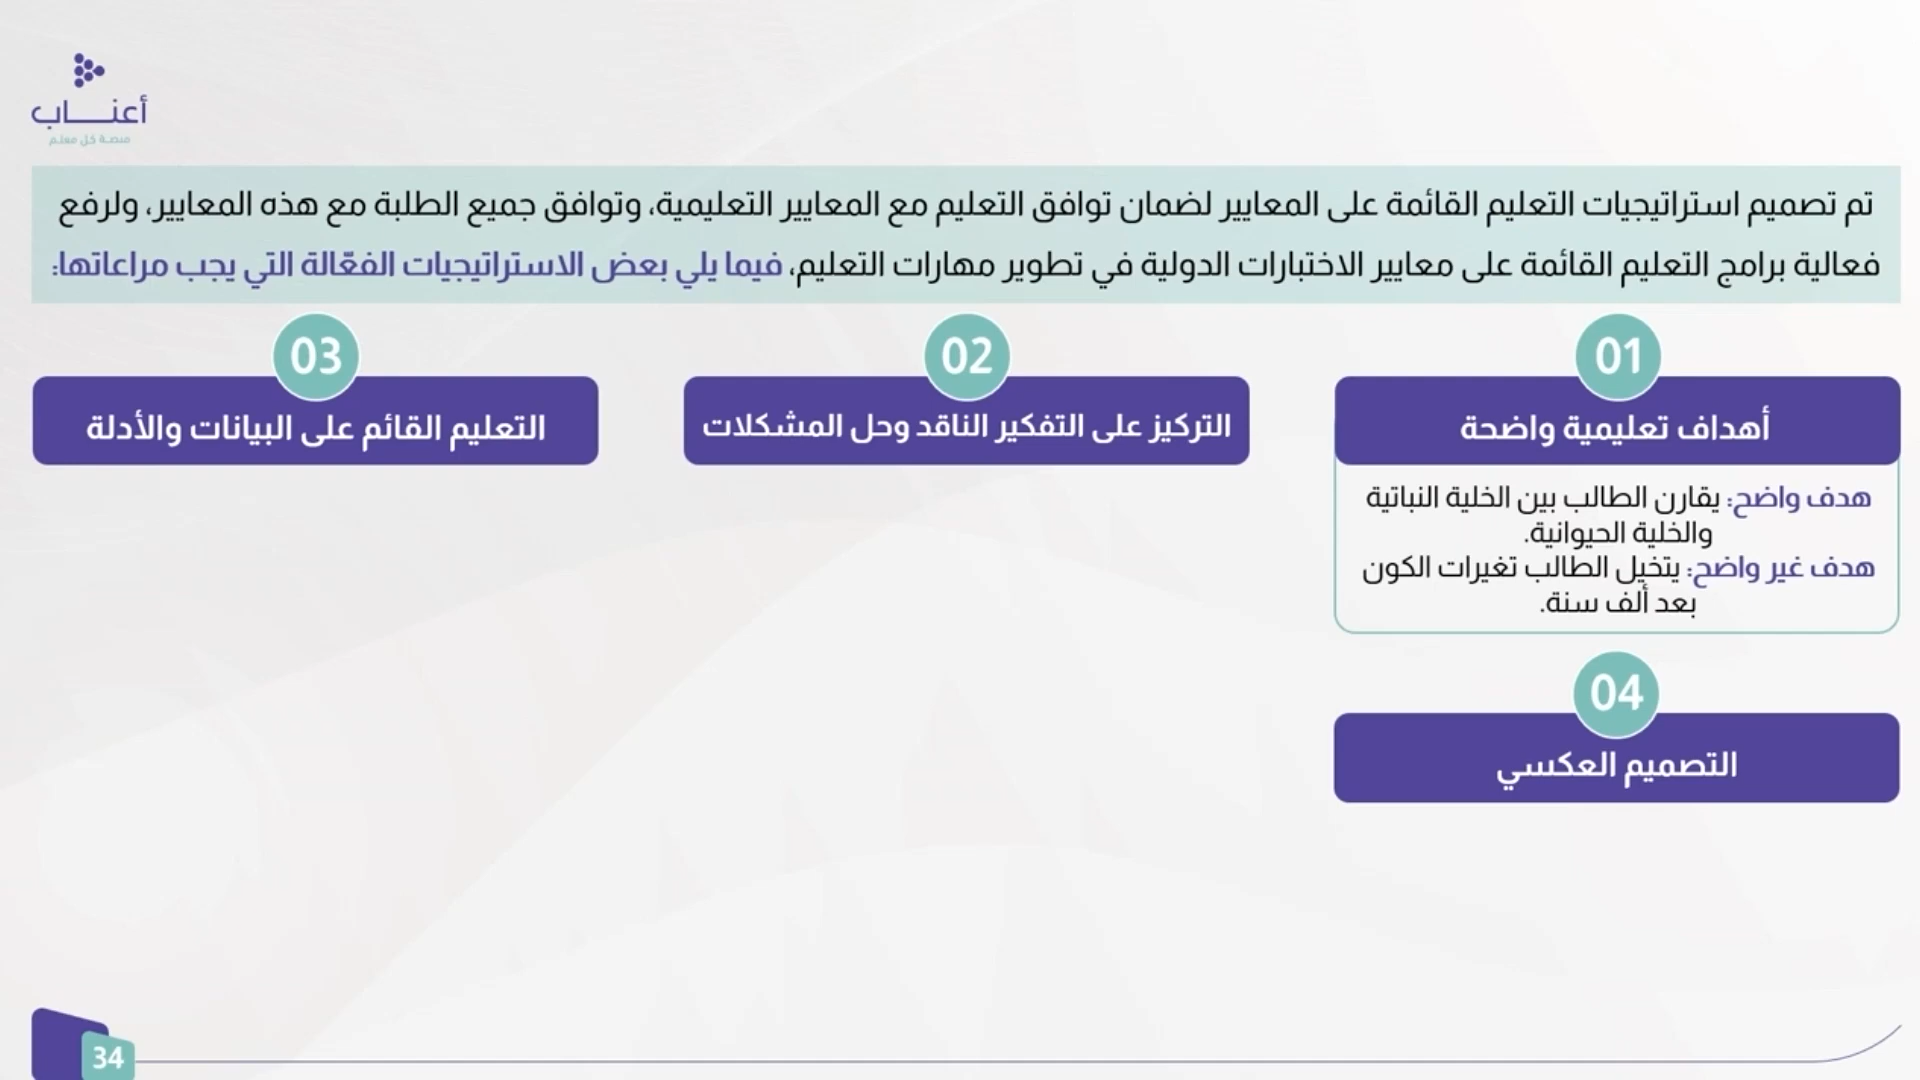 أعنـــاب
منصة كل معلم
تم تصميم استراتيجيات التعليم القائمة على المعايير لضمان توافق التعليم مع المعايير التعليمية، وتوافق جميع الطلبة مع هذه المعايير، ولرفع
فعالية برامج التعليم القائمة على معايير الاختبارات الدولية في تطوير مهارات التعليم، فيما يلي بعض الاستراتيجيات الفعّالة التي يجب مراعاتها:
01
أهداف تعليمية واضحة
هدف واضح: يقارن الطالب بين الخلية النباتية
والخلية الحيوانية.
هدف غير واضح: يتخيل الطالب تغيرات الكون
بعد ألف سنة.
02
التركيز على التفكير الناقد وحل المشكلات
03
التعليم القائم على البيانات والأدلة
04
التصميم العكسي
34